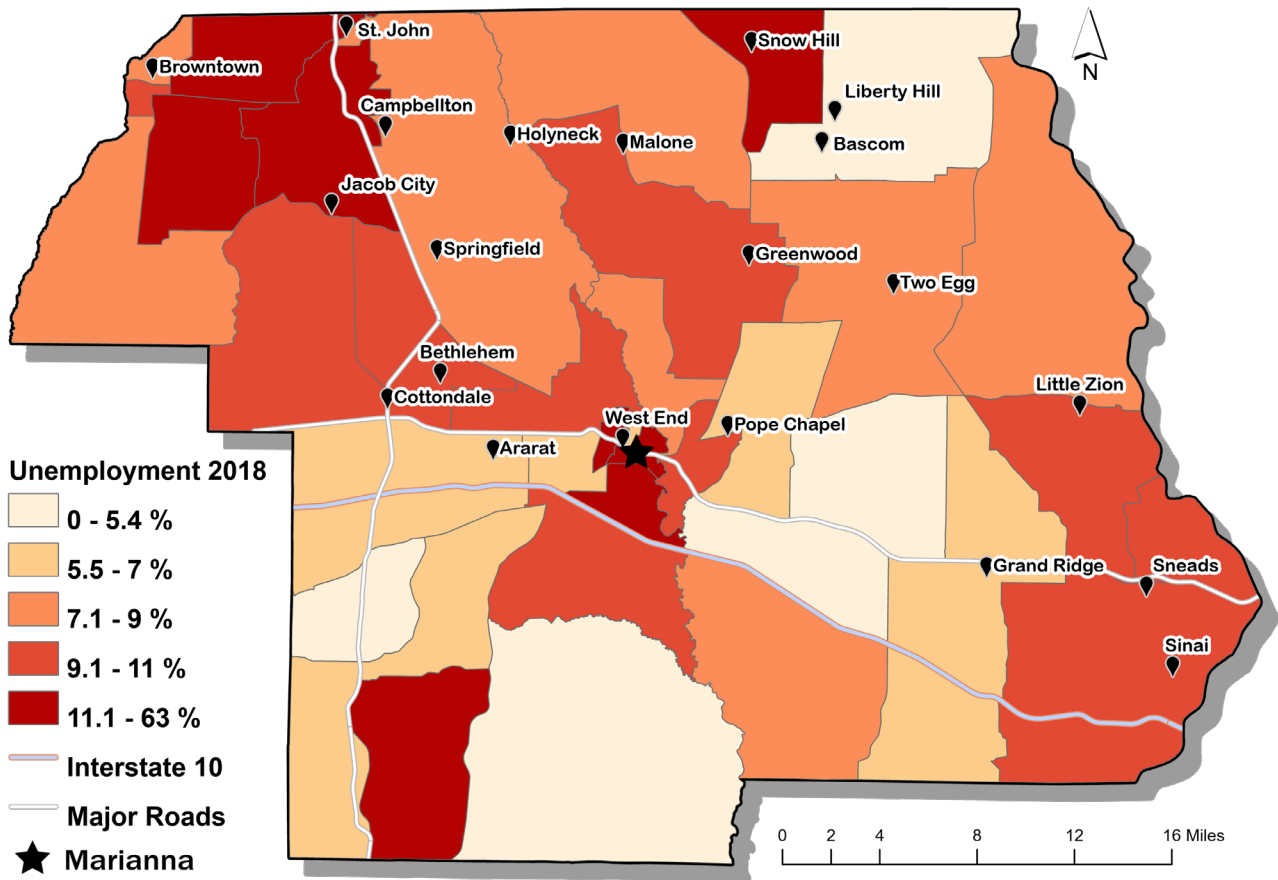 St. John
Snow Hill
Browntown
N
Liberty Hill
Campbellton
Holyneck
Malone
Bascom
Jacob City
Springfield
Greenwood
Two Egg
Bethlehem
Little Zion
Cottondale
West End
Pope Chapel
Ararat
Unemployment 2018
0 - 5.4 %
5.5 - 7 %
7.1 - 9 %
9.1 - 11 %
11.1 - 63 %
Interstate 10
Major Roads
Marianna
Grand Ridge
Sneads
Sinai
0 2 4 8 12 16 Miles